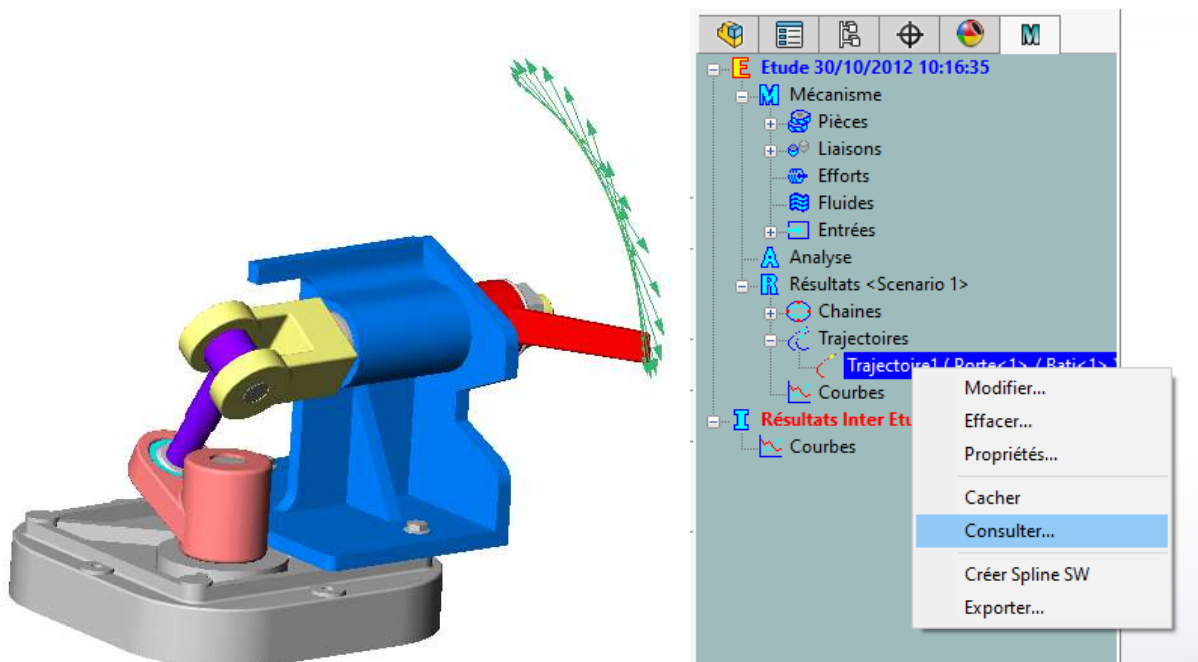 M
E Etude 30/10/2012 10:16:35
M Mécanisme
Pièces
Liaisons
Efforts
Fluides
Entrées
A Analyse
R Résultats <Scenario 1>
Chaines
Trajectoires
Trajectoire1 ( Porte<1> / Bati<1> )
Courbes
I Résultats Inter Etu
Courbes
Modifier...
Effacer...
Propriétés...
Cacher
Consulter...
Créer Spline SW
Exporter...